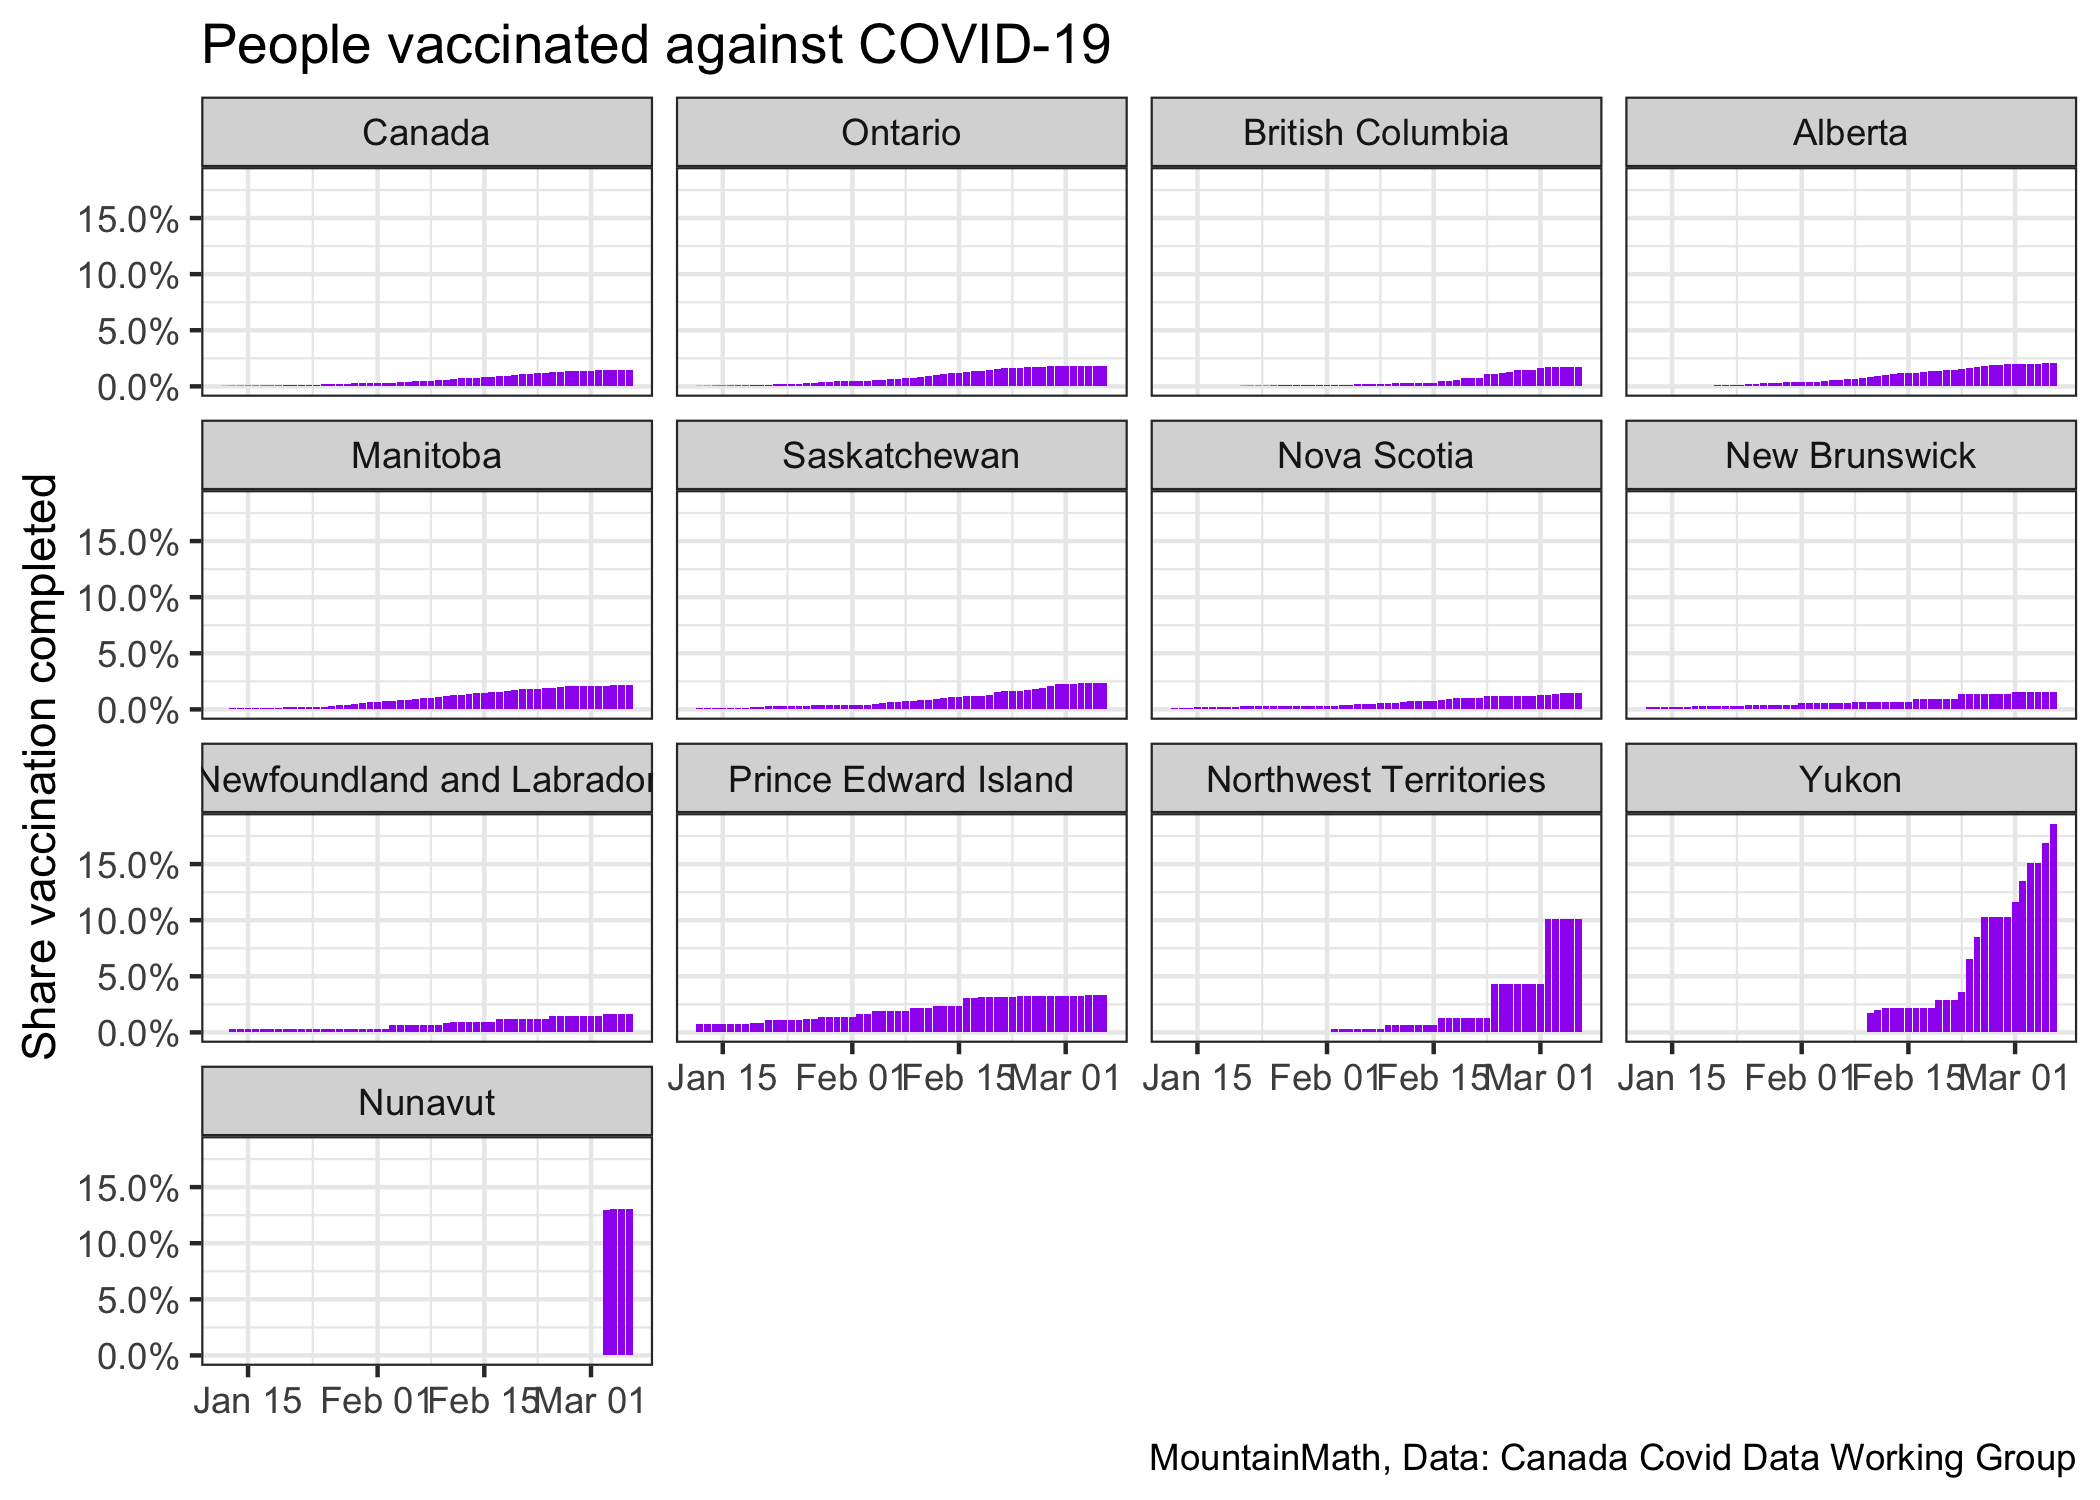 People vaccinated against COVID-19
Canada
Ontario
British Columbia
Alberta
15.0%
10.0%
5.0%
0.0%
Manitoba
Saskatchewan
Nova Scotia
New Brunswick
15.0%
10.0%
5.0%
0.0%
Share vaccination completed
Newfoundland and Labrador
Prince Edward Island
Northwest Territories
Yukon
15.0%
10.0%
5.0%
0.0%
Jan 15 Feb 01 Feb 15 Mar 01
Jan 15 Feb 01 Feb 15 Mar 01
Jan 15 Feb 01 Feb 15 Mar 01
Nunavut
15.0%
10.0%
5.0%
0.0%
Jan 15 Feb 01 Feb 15 Mar 01
MountainMath, Data: Canada Covid Data Working Group